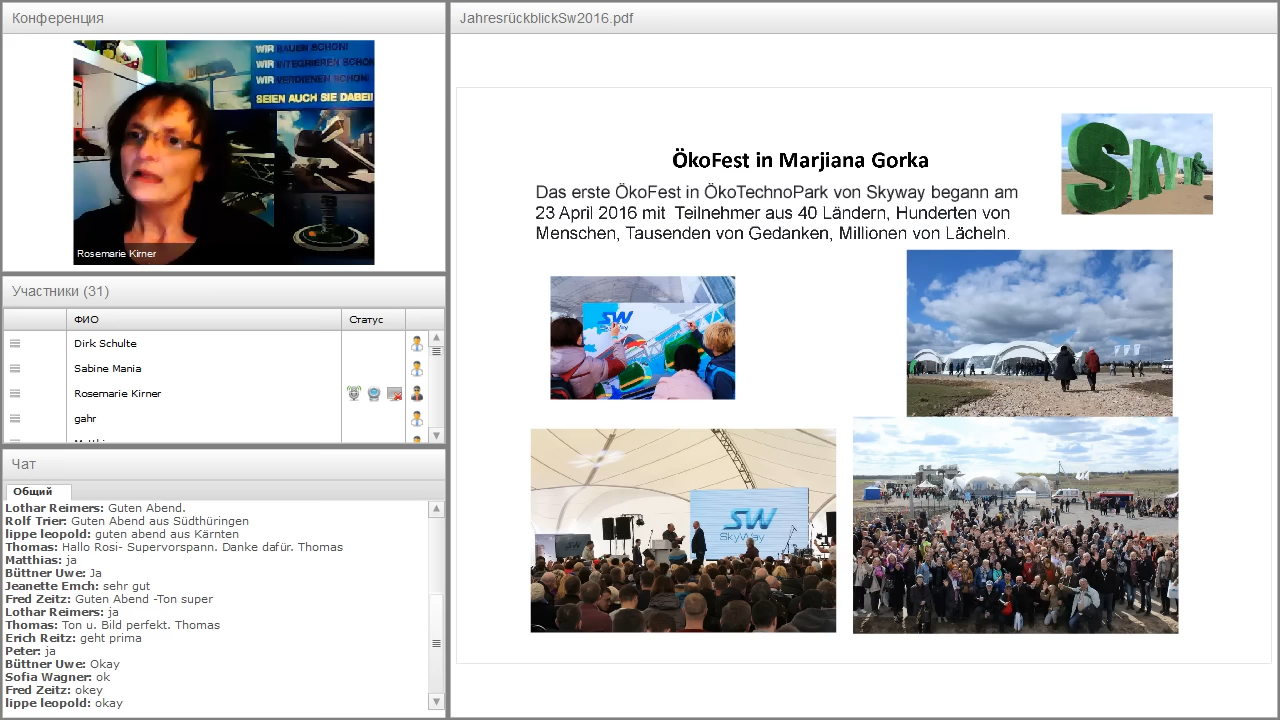 Конференция
WIR BAUEN SCHON!
WIR INTEGRIEREN SCHON
WIR VERDIENEN SCHON!
SEIEN AUCH SIE DABEI!
Rosemarie Kirner
Участники (31)
ФИО
Статус
Dirk Schulte
Sabine Mania
Rosemarie Kirner
gahr
Чат
Общий
Lothar Reimers: Guten Abend.
Rolf Trier: Guten Abend aus Südthüringen
lippe leopold: guten abend aus Kärnten
Thomas: Hallo Rosi- Supervorspann. Danke dafür. Thomas
Matthias: ja
Büttner Uwe: Ja
Jeanette Emch: sehr gut
Fred Zeitz: Guten Abend -Ton super
Lothar Reimers: ja
Thomas: Ton u. Bild perfekt. Thomas
Erich Reitz: geht prima
Peter: ja
Büttner Uwe: Okay
Sofia Wagner: ok
Fred Zeitz: okey
lippe leopold: okay
JahresrückblickSw2016.pdf
ÖkoFest in Marjiana Gorka
Das erste ÖkoFest in ÖkoTechnoPark von Skyway begann am
23 April 2016 mit Teilnehmer aus 40 Ländern, Hunderten von
Menschen, Tausenden von Gedanken, Millionen von Lächeln.
SW
SkyWay
SW
SkyWay